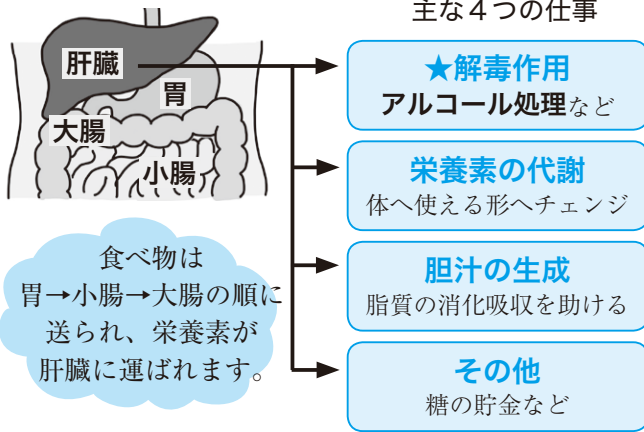 主な4つの仕事
肝臓
胃
大腸
小腸
★解毒作用
アルコール処理など
栄養素の代謝
体へ使える形へチェンジ
胆汁の生成
脂質の消化吸収を助ける
その他
糖の貯金など
食べ物は
胃→小腸→大腸の順に
送られ、栄養素が
肝臓に運ばれます。